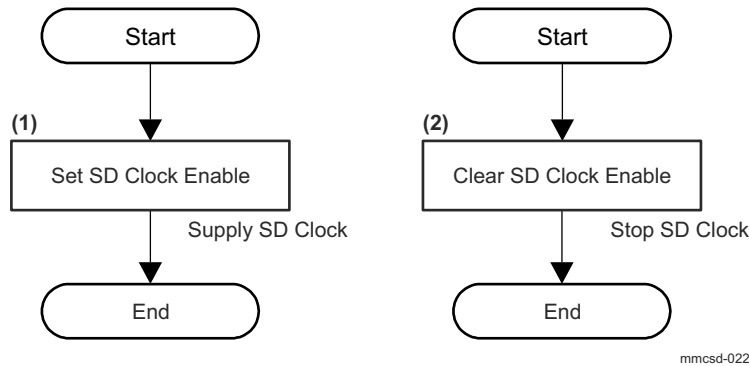 Start
(1)
Set SD Clock Enable
Supply SD Clock
End
Start
(2)
Clear SD Clock Enable
Stop SD Clock
End
mmcsd-022